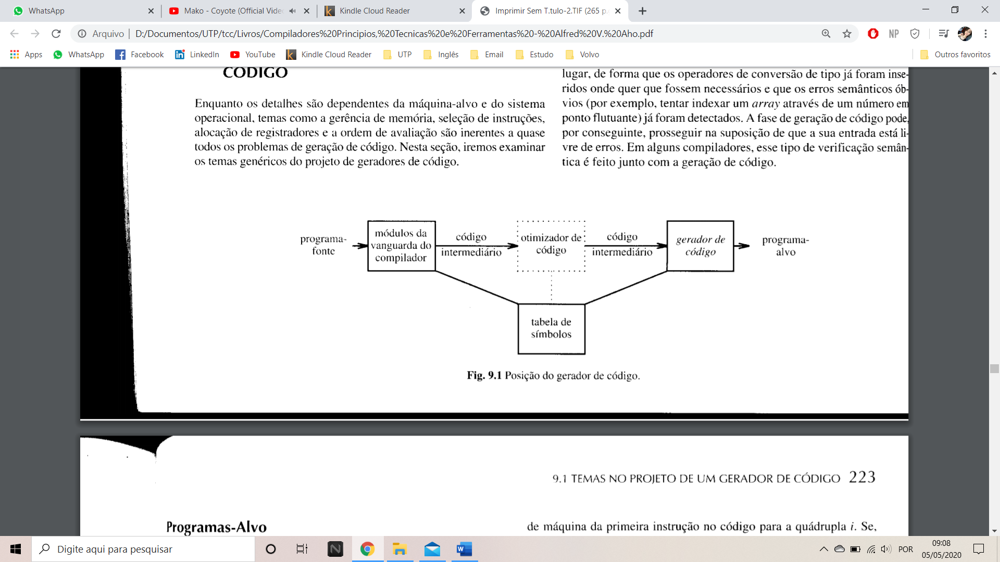 WhatsApp
Mako - Coyote (Official Vide
Kindle Cloud Reader
Imprimir Sem T.tulo-2.TIF (265 p.
Arquivo
D:/Documentos/UTP/tcc/Livros/Compiladores%20Principios,%20Tecnicas%20e%20Ferramentas%20-%20Alfred%20V.%20Aho.pdf
NP
Apps
WhatsApp
Facebook
LinkedIn
YouTube
Kindle Cloud Reader
UTP
Inglês
Email
Estudo
Volvo
Outros favoritos
CÓDIGO
Enquanto os detalhes são dependentes da máquina-alvo e do sistema
operacional, temas como a gerência de memória, seleção de instruções,
alocação de registradores e a ordem de avaliação são inerentes a quase
todos os problemas de geração de código. Nesta seção, iremos examinar
os temas genéricos do projeto de geradores de código.
lugar, de forma que os operadores de conversão de tipo já foram inse-
ridos onde quer que fossem necessários e que os erros semânticos ób-
vios (por exemplo, tentar indexar um array através de um número em
ponto flutuante) já foram detectados. A fase de geração de código pode,
por conseguinte, prosseguir na suposição de que a sua entrada está li-
vre de erros. Em alguns compiladores, esse tipo de verificação semân-
tica é feito junto com a geração de código.
programa-
fonte
módulos da
vanguarda do
compilador
código
intermediário
otimizador de
código
código
intermediário
gerador de
código
programa-
alvo
tabela de
símbolos
Fig. 9.1 Posição do gerador de código.
9.1 TEMAS NO PROJETO DE UM GERADOR DE CÓDIGO 223
Programas-Alvo
de máquina da primeira instrução no código para a quádrupla i. Se,
Digite aqui para pesquisar
POR
09:08
05/05/2020